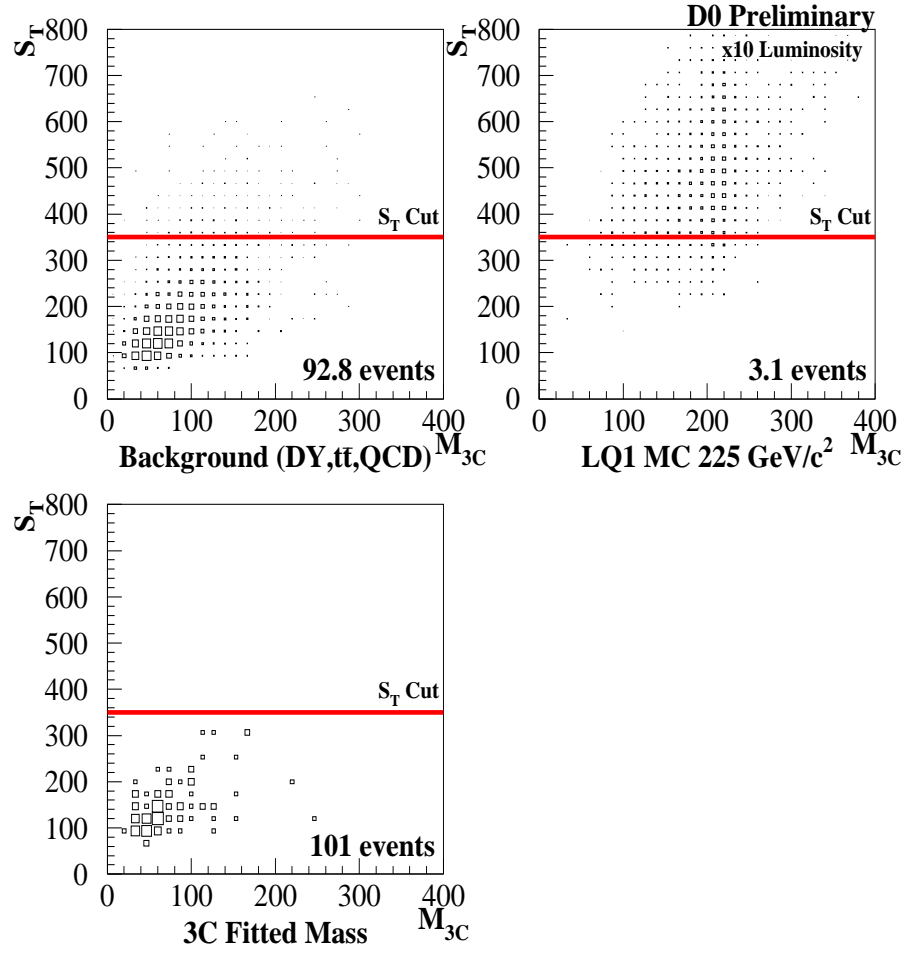 D0 Preliminary
S_T
800
700
600
500
400
300
200
100
0
S_T Cut
92.8 events
0 100 200 300 400
M_3C
Background (DY,tt̄,QCD)
S_T
800
700
600
500
400
300
200
100
0
x10 Luminosity
S_T Cut
3.1 events
0 100 200 300 400
M_3C
LQ1 MC 225 GeV/c²
S_T
800
700
600
500
400
300
200
100
0
S_T Cut
101 events
0 100 200 300 400
M_3C
3C Fitted Mass